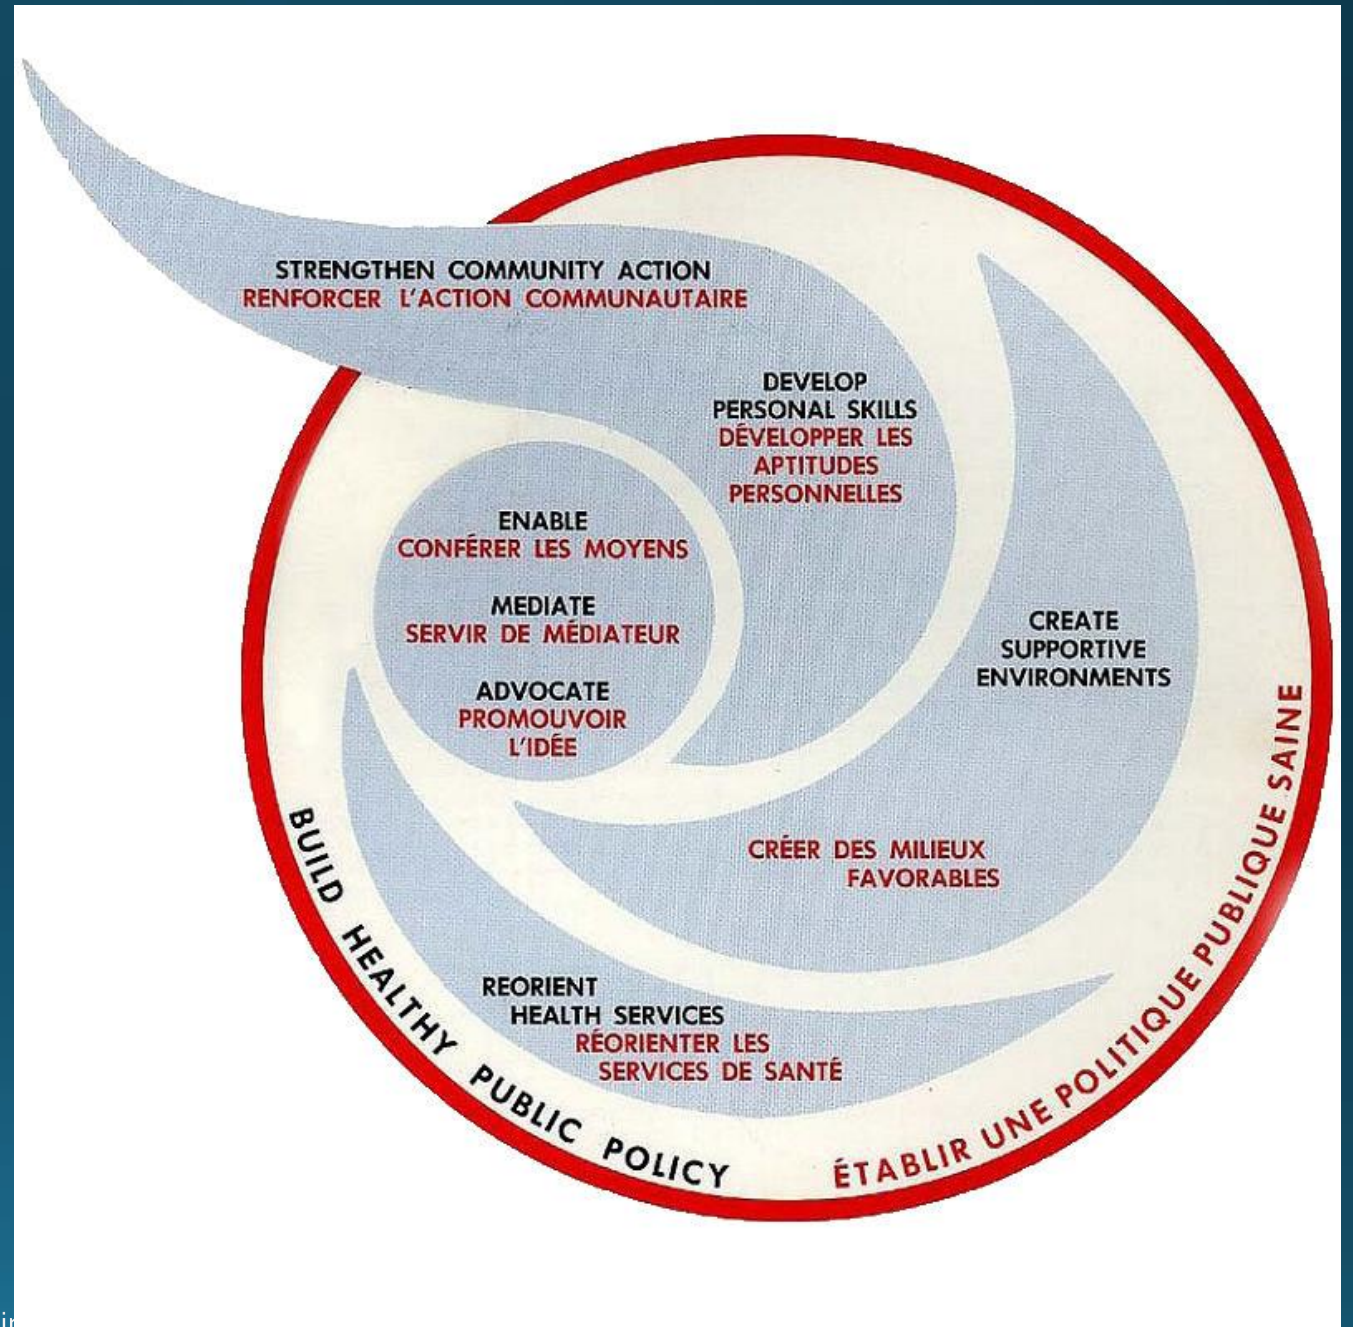 STRENGTHEN COMMUNITY ACTION
RENFORCER L'ACTION COMMUNAUTAIRE
DEVELOP
PERSONAL SKILLS
DÉVELOPPER LES
APTITUDES
PERSONNELLES
ENABLE
CONFÉRER LES MOYENS
MEDIATE
SERVIR DE MÉDIATEUR
ADVOCATE
PROMOUVOIR
L'IDÉE
CREATE
SUPPORTIVE
ENVIRONMENTS
CRÉER DES MILIEUX
FAVORABLES
REORIENT
HEALTH SERVICES
RÉORIENTER LES
SERVICES DE SANTÉ
BUILD HEALTHY PUBLIC POLICY
ÉTABLIR UNE POLITIQUE PUBLIQUE SAINE